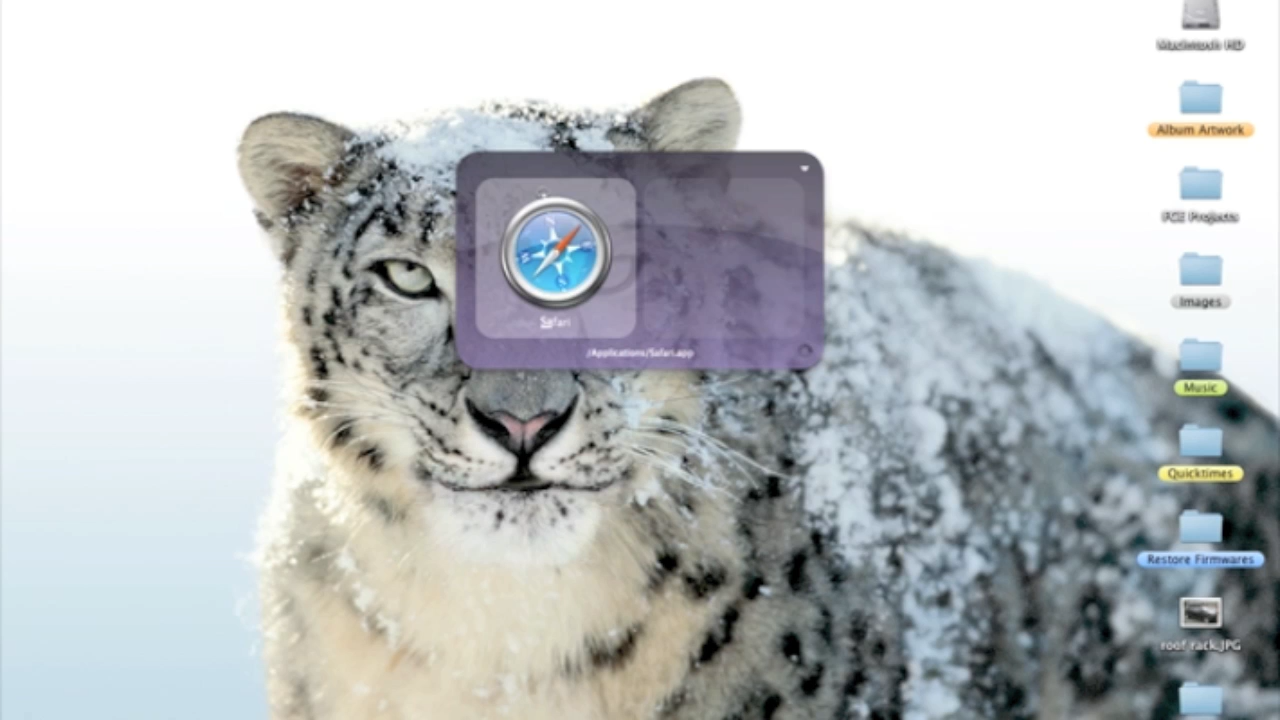 Macintosh HD
Album Artwork
FCE Projects
Images
Music
Quicktimes
Restore Firmwares
roof rack.JPG
Safari
/Applications/Safari.app